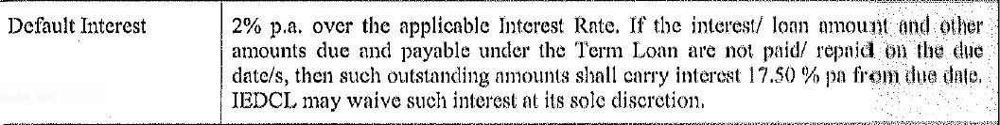 Default Interest
2% p.a. over the applicable Interest Rate. If the interest/ loan amount and other
amounts due and payable under the Term Loan are not paid/ repaid on the due
date/s, then such outstanding amounts shall carry interest 17.50 % pa from due date.
IEDCL may waive such interest at its sole discretion.